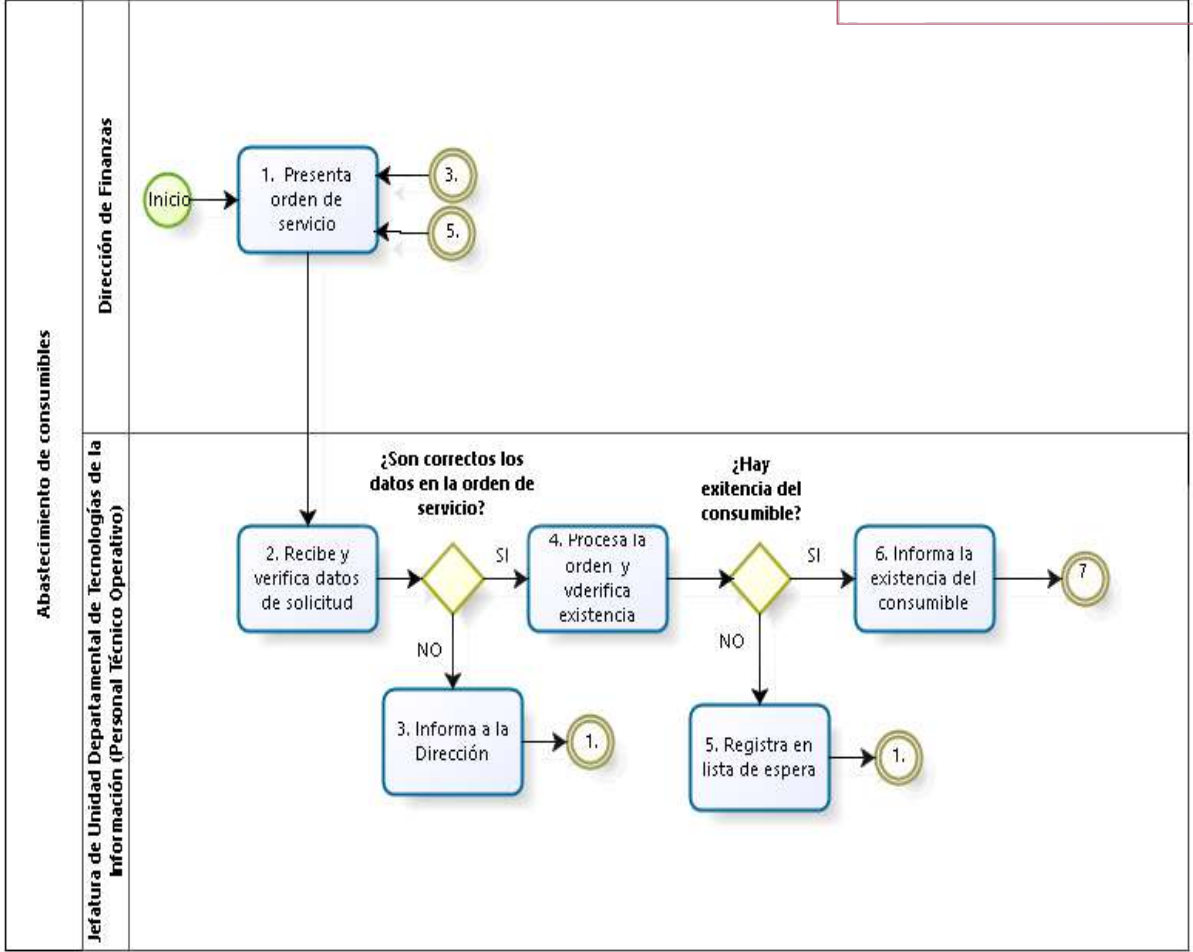 Abastecimiento de consumibles
Dirección de Finanzas
Inicio
1. Presenta
orden de
servicio
3.
5.
Jefatura de Unidad Departamental de Tecnologías de la
Información (Personal Técnico Operativo)
2. Recibe y
verifica datos
de solicitud
¿Son correctos los
datos en la orden de
servicio?
SI
NO
3. Informa a la
Dirección
1.
4. Procesa la
orden y
vderifica
existencia
¿Hay
exitencia del
consumible?
SI
NO
5. Registra en
lista de espera
1.
6. Informa la
existencia del
consumible
7